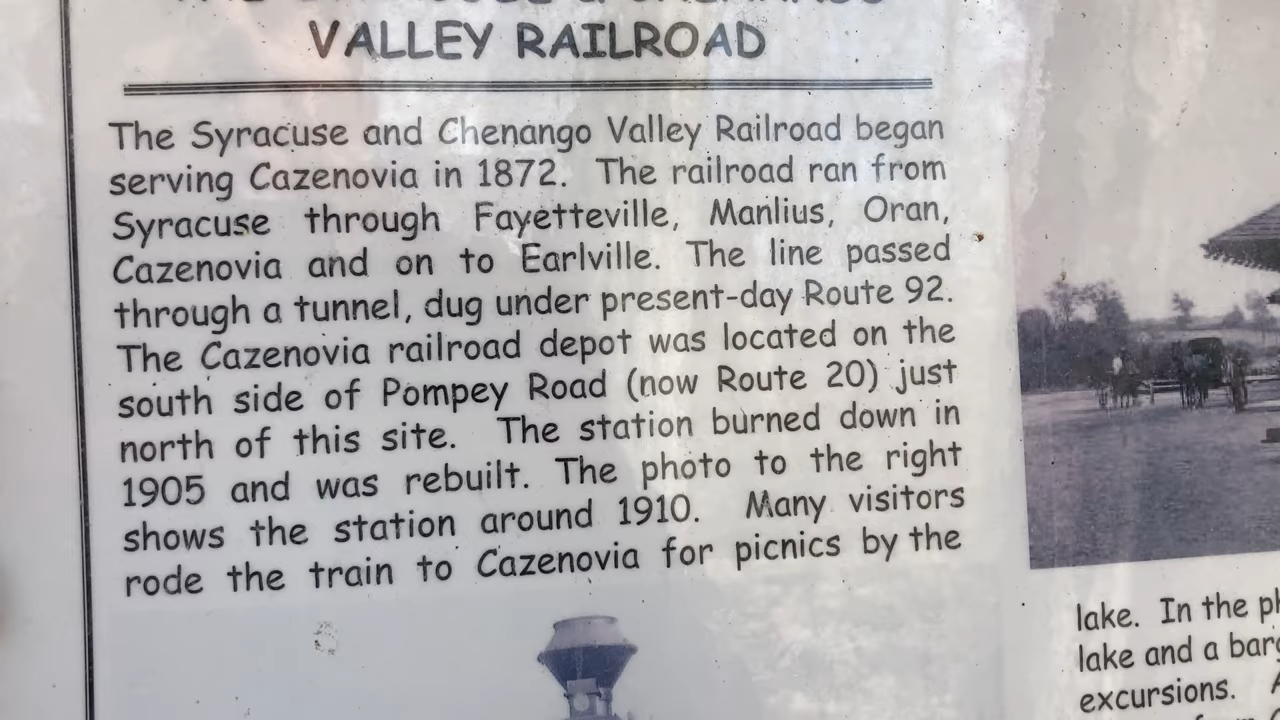 VALLEY RAILROAD
The Syracuse and Chenango Valley Railroad began
serving Cazenovia in 1872. The railroad ran from
Syracuse through Fayetteville, Manlius, Oran,
Cazenovia and on to Earlville. The line passed
through a tunnel, dug under present-day Route 92.
The Cazenovia railroad depot was located on the
south side of Pompey Road (now Route 20) just
north of this site. The station burned down in
1905 and was rebuilt. The photo to the right
shows the station around 1910. Many visitors
rode the train to Cazenovia for picnics by the
lake. In the
lake and a
excursions.